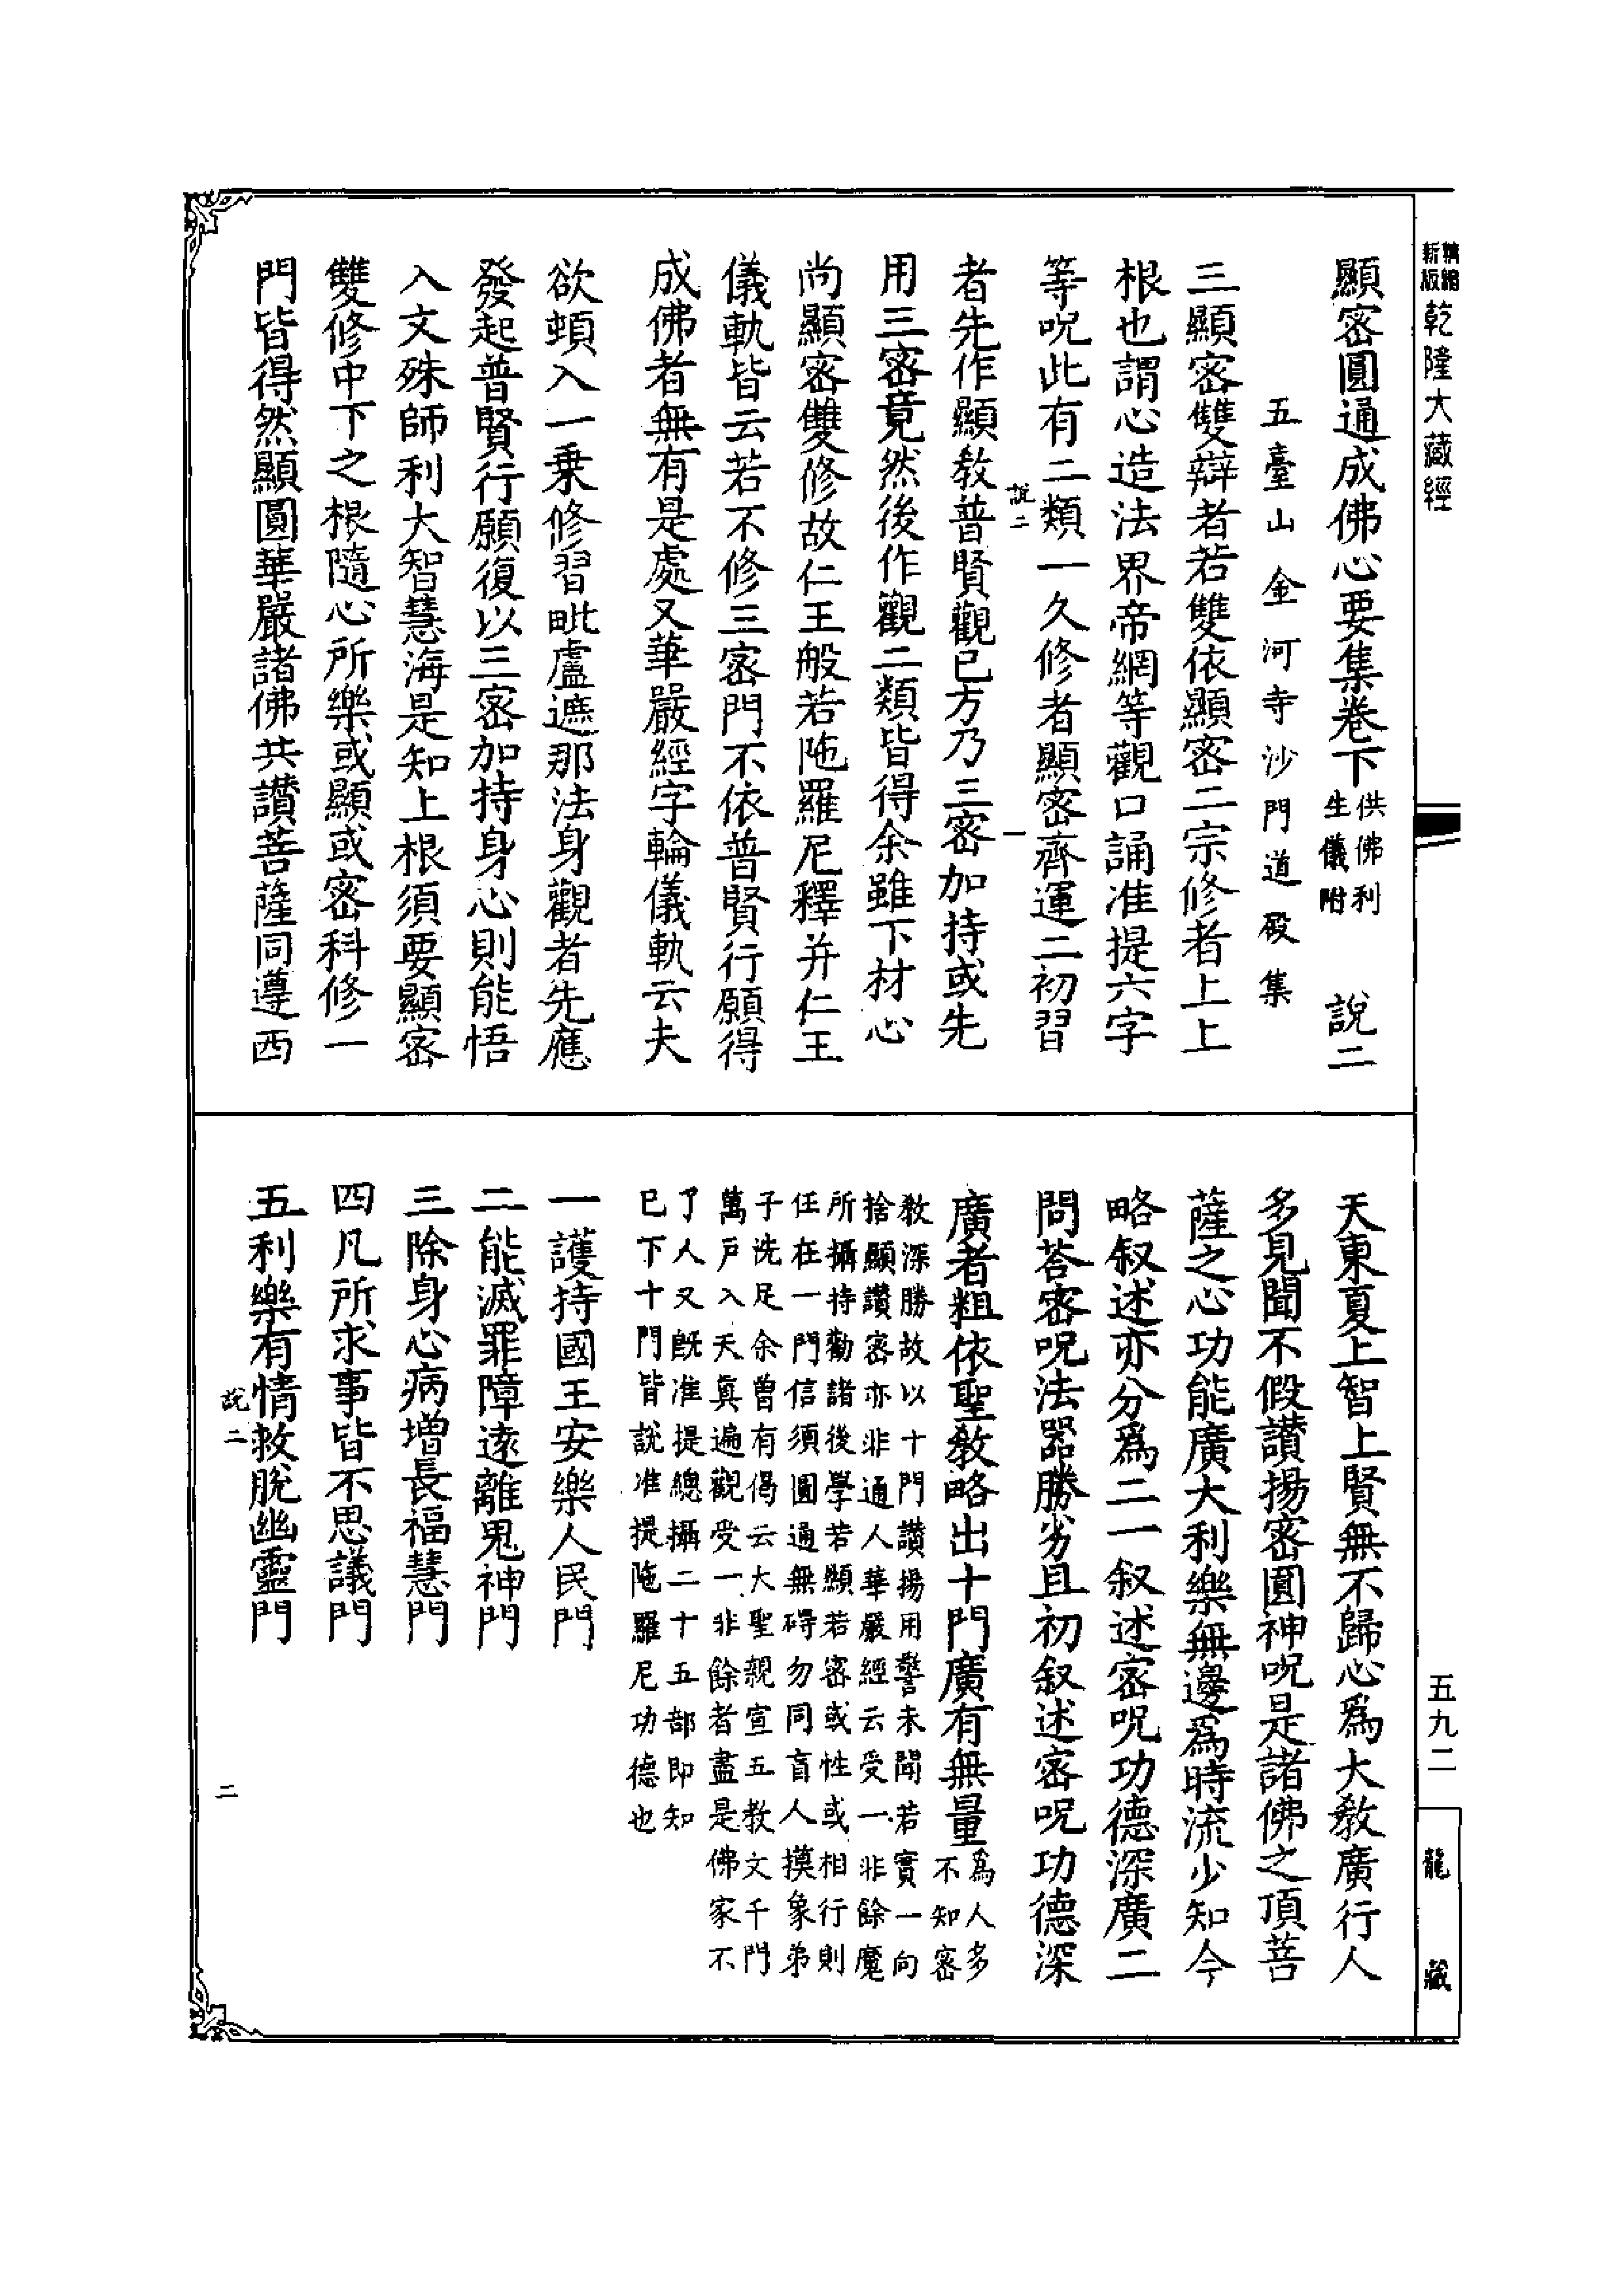 新版精編乾隆大藏經
顯密圓通成佛心要集卷下供佛利生儀附　說二
五臺山金河寺沙門道㲀集
三顯密雙辯者若雙依顯密二宗修者上上
根也謂心造法界帝網等觀口誦准提六字
等呪此有二類一久修者顯密齊運二初習
說二　一
者先作顯教普賢觀已方乃三密加持或先
用三密竟然後作觀二類皆得余雖下材心
尚顯密雙修故仁王般若陁羅尼釋并仁王
儀軌皆云若不修三密門不依普賢行願得
成佛者無有是處又華嚴經字輪儀軌云夫
欲頓入一乗修習毗盧遮那法身觀者先應
發起普賢行願復以三密加持身心則能悟
入文殊師利大智慧海是知上根須要顯密
雙修中下之根隨心所樂或顯或密科修一
門皆得然顯圓華嚴諸佛共讃菩薩同遵西
天東夏上智上賢無不歸心爲大教廣行人
多見聞不假讃揚密圓神呪是諸佛之頂菩
薩之心功能廣大利樂無邊爲時流少知今
略叙述亦分爲二一叙述密呪功德深廣二
問荅密呪法器勝劣且初叙述密呪功德深
廣者粗依聖教略出十門廣有無量爲人多不知密
教深勝故以十門讃揚用警未聞若實一向
捨顯讃密亦非通人華嚴經云受一非餘魔
所攝持勸諸後學若顯若密或性或相行則
任在一門信須圓通無碍勿同盲人摸象弟
子洗足余曾有偈云大聖親宣五教文千門
萬戶入天真遍觀受一非餘者盡是佛家不
了人又既准提總攝二十五部即知
已下十門皆說准提陁羅尼功德也
一護持國王安樂人民門
二能滅罪障遠離鬼神門
三除身心病增長福慧門
四凡所求事皆不思議門
五利樂有情救脫幽靈門
說二　二
五九二
龍藏